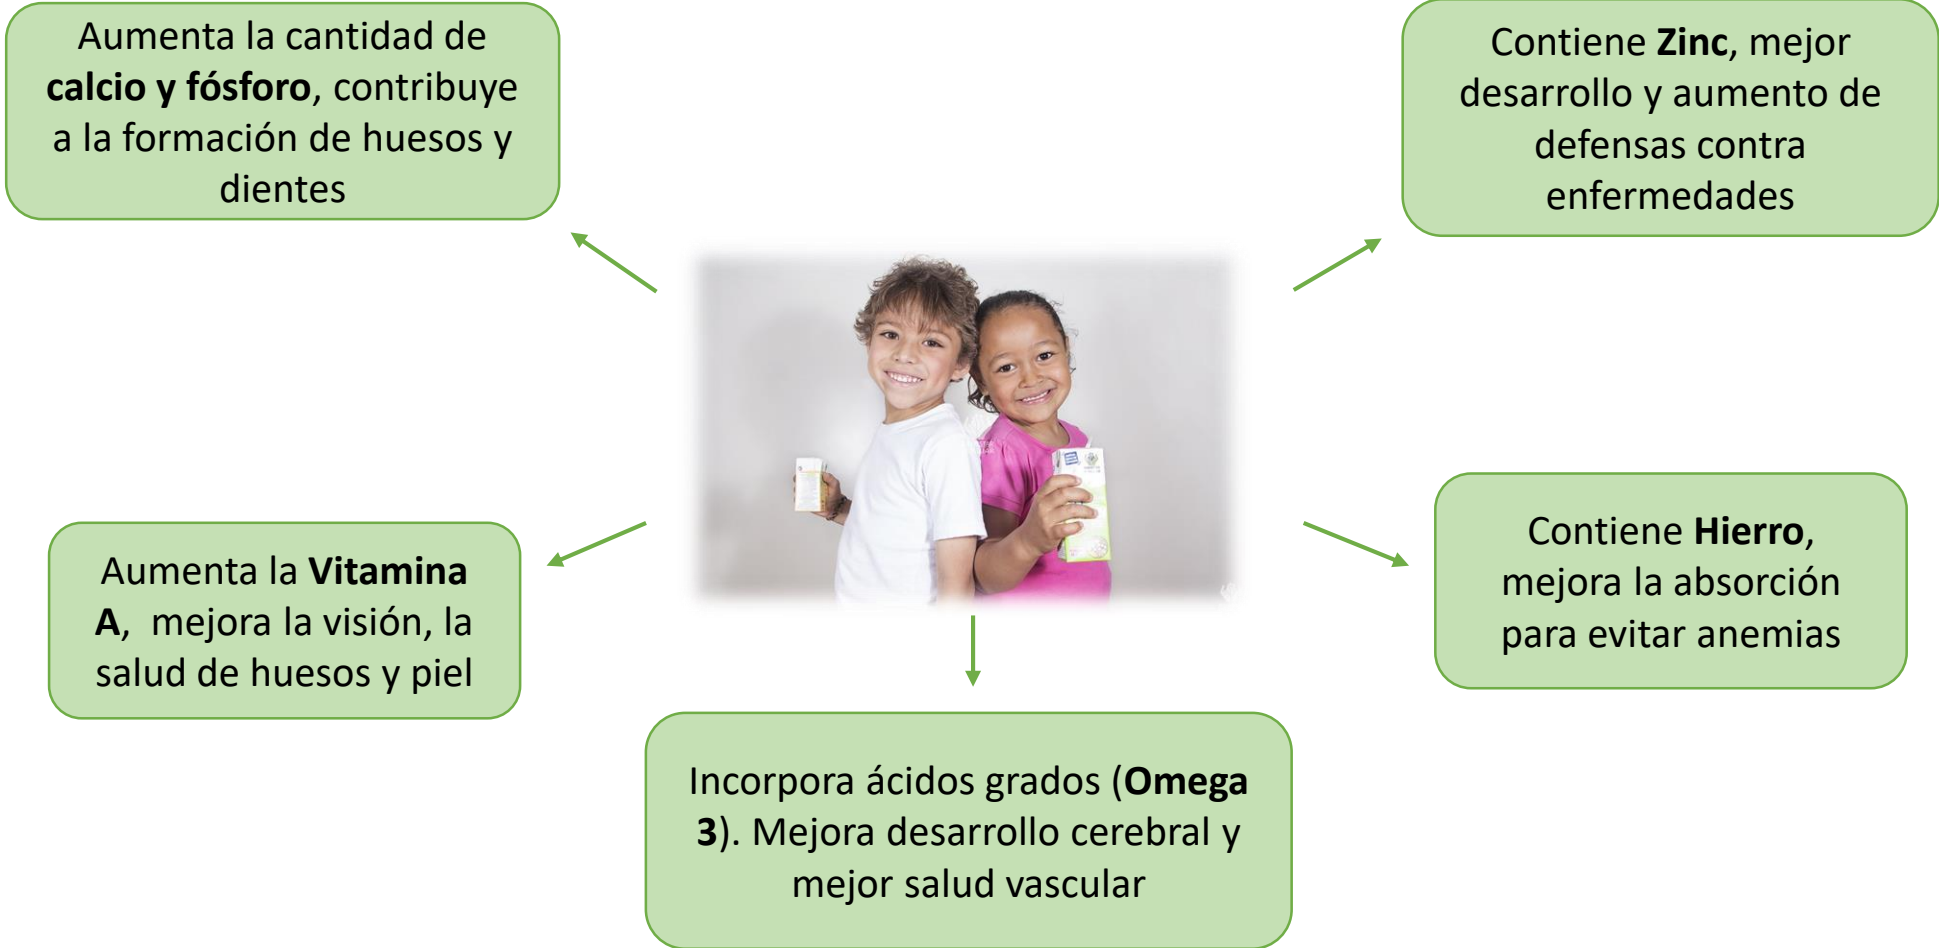 Aumenta la cantidad de
calcio y fósforo, contribuye
a la formación de huesos y
dientes
Contiene Zinc, mejor
desarrollo y aumento de
defensas contra
enfermedades
Aumenta la Vitamina
A, mejora la visión, la
salud de huesos y piel
Contiene Hierro,
mejora la absorción
para evitar anemias
Incorpora ácidos grados (Omega
3). Mejora desarrollo cerebral y
mejor salud vascular